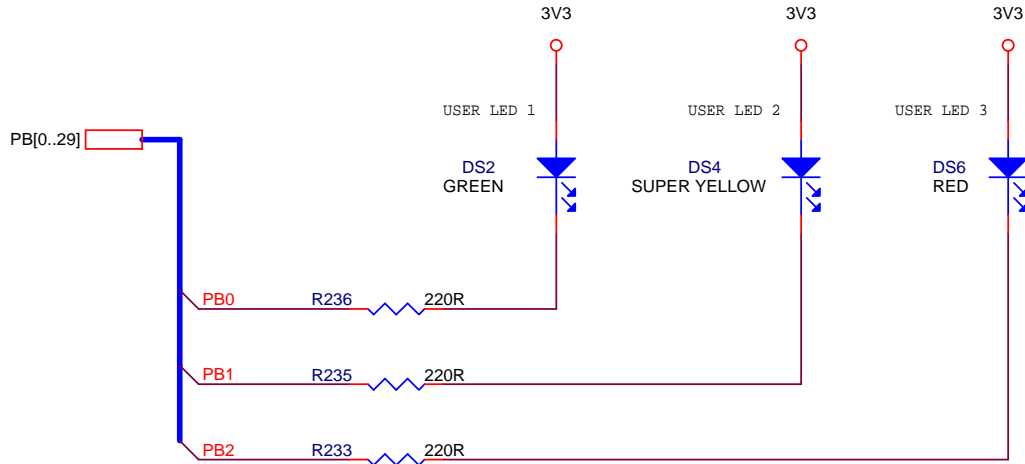 3V3 3V3 3V3
USER LED 1 USER LED 2 USER LED 3
PB[0..29]
DS2 DS4 DS6
GREEN SUPER YELLOW RED
PB0 R236 220R
PB1 R235 220R
PB2 R233 220R